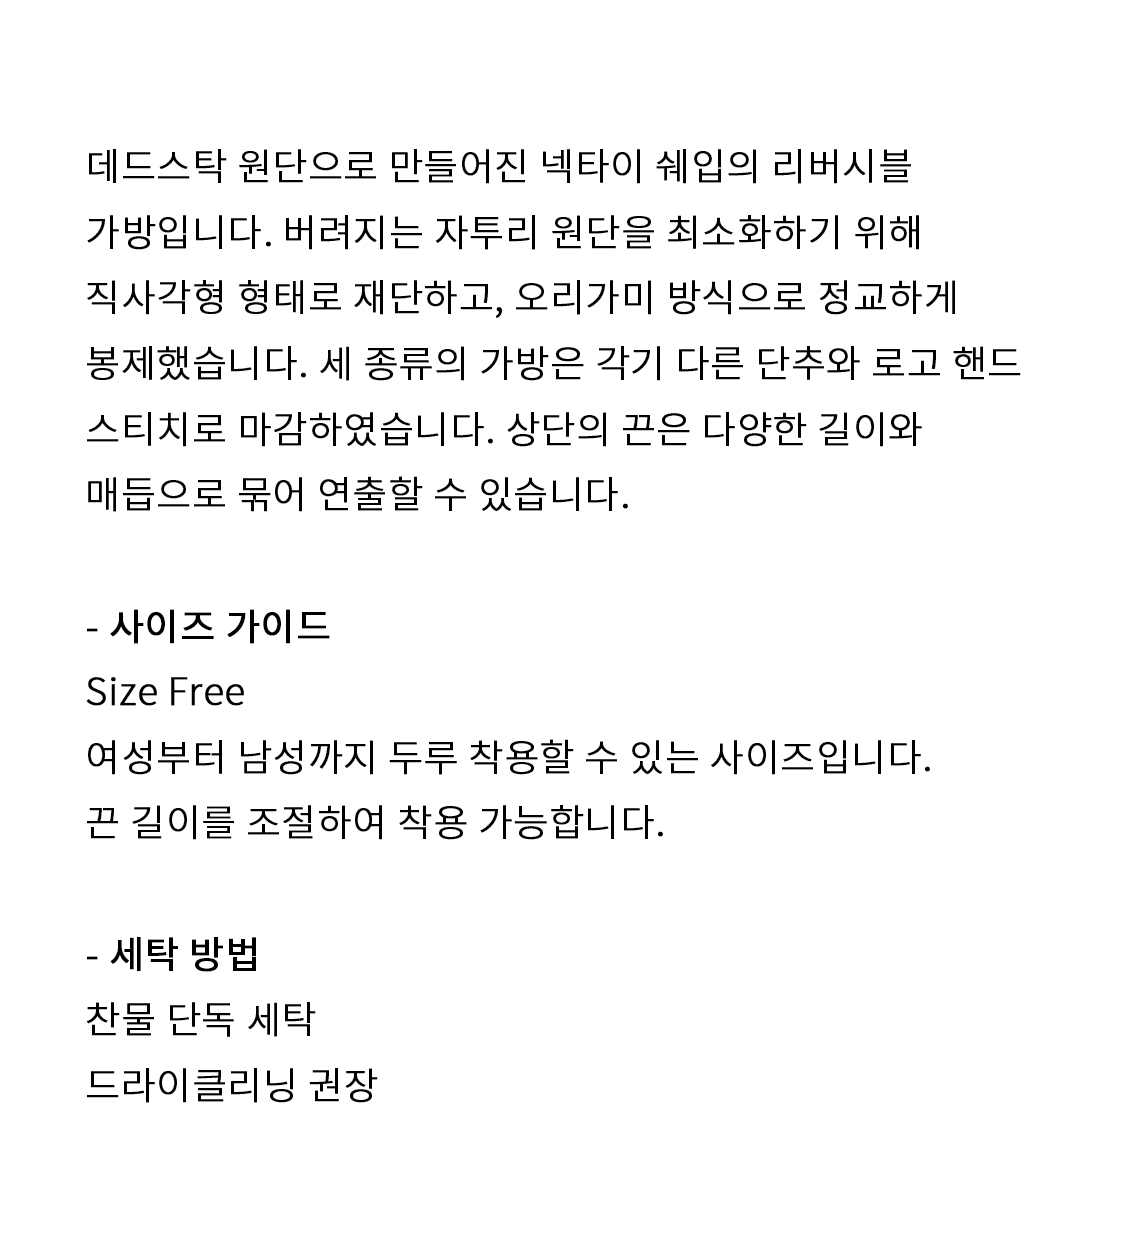 데드스탁 원단으로 만들어진 넥타이 쉐입의 리버시블
가방입니다. 버려지는 자투리 원단을 최소화하기 위해
직사각형 형태로 재단하고, 오리가미 방식으로 정교하게
봉제했습니다. 세 종류의 가방은 각기 다른 단추와 로고 핸드
스티치로 마감하였습니다. 상단의 끈은 다양한 길이와
매듭으로 묶어 연출할 수 있습니다.
- 사이즈 가이드
Size Free
여성부터 남성까지 두루 착용할 수 있는 사이즈입니다.
끈 길이를 조절하여 착용 가능합니다.
- 세탁 방법
찬물 단독 세탁
드라이클리닝 권장